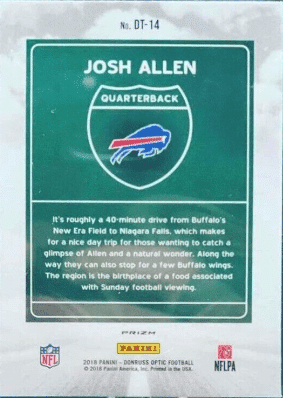 No. DT-14
JOSH ALLEN
QUARTERBACK
It's roughly a 40-minute drive from Buffalo's
New Era Field to Niagara Falls, which makes
for a nice day trip for those wanting to catch a
glimpse of Allen and a natural wonder. Along the
way they can also stop for a few Buffalo wings.
The region is the birthplace of a food associated
with Sunday football viewing.
PRIZM
PANINI
NFL
2018 PANINI - DONRUSS OPTIC FOOTBALL
© 2018 Panini America, Inc. Printed in the USA.
NFLPA